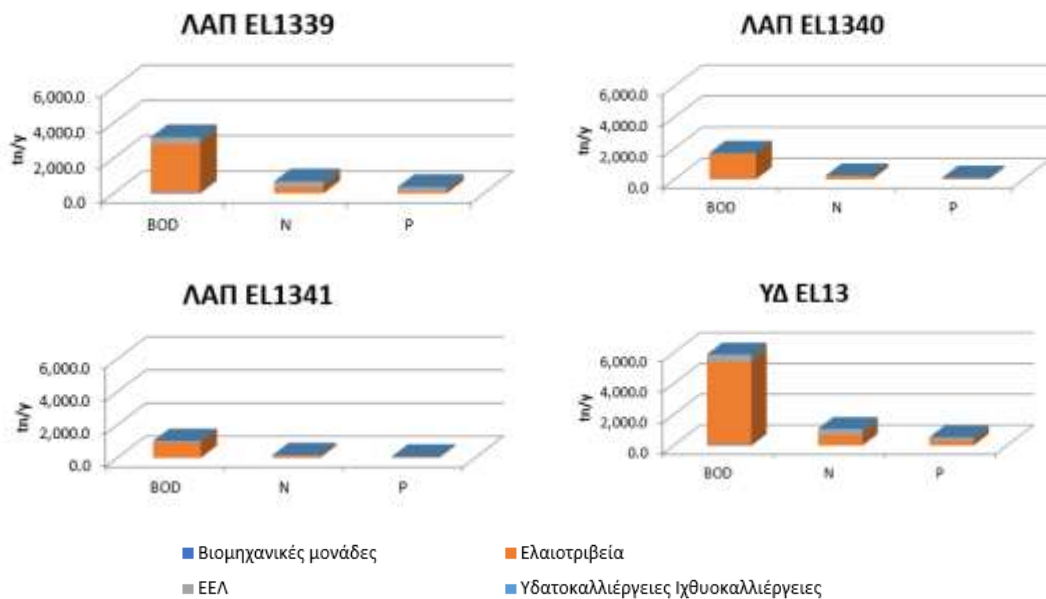 ΛΑΠ EL1339
6,000.0
4,000.0
2,000.0
0.0
tn/y
BOD N P
ΛΑΠ EL1340
6,000.0
4,000.0
2,000.0
0.0
tn/y
BOD N P
ΛΑΠ EL1341
6,000.0
4,000.0
2,000.0
0.0
tn/y
BOD N P
ΥΔ EL13
6,000.0
4,000.0
2,000.0
0.0
tn/y
BOD N P
Βιομηχανικές μονάδες Ελαιοτριβεία
ΕΕΛ Υδατοκαλλιέργειες Ιχθυοκαλλιέργειες